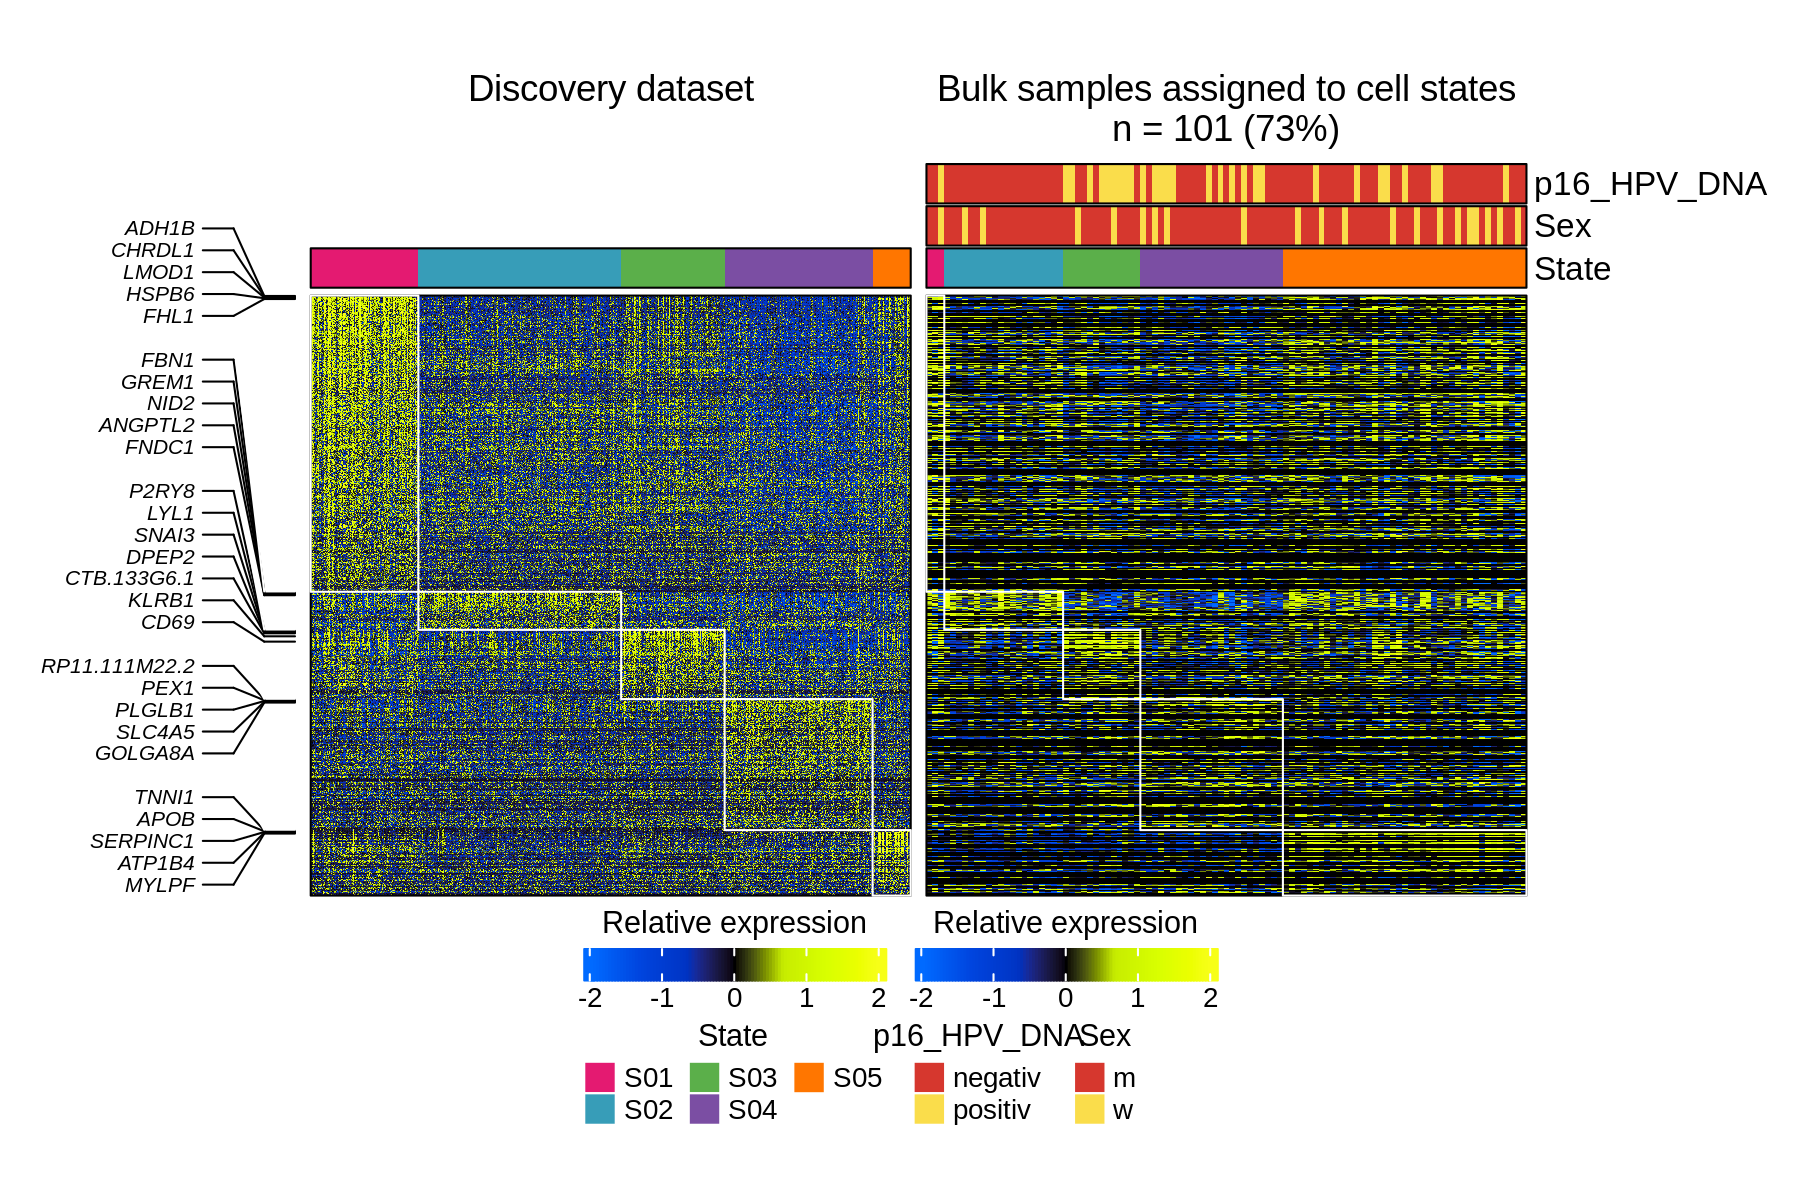 Discovery dataset
Bulk samples assigned to cell states
n = 101 (73%)
p16_HPV_DNA
Sex
State
ADH1B
CHRDL1
LMOD1
HSPB6
FHL1
FBN1
GREM1
NID2
ANGPTL2
FNDC1
P2RY8
LYL1
SNAI3
DPEP2
CTB.133G6.1
KLRB1
CD69
RP11.111M22.2
PEX1
PLGLB1
SLC4A5
GOLGA8A
TNNI1
APOB
SERPINC1
ATP1B4
MYLPF
Relative expression
-2 -1 0 1 2
Relative expression
-2 -1 0 1 2
State
S01 S03 S05
S02 S04
p16_HPV_DNA
negativ
positiv
Sex
m
w